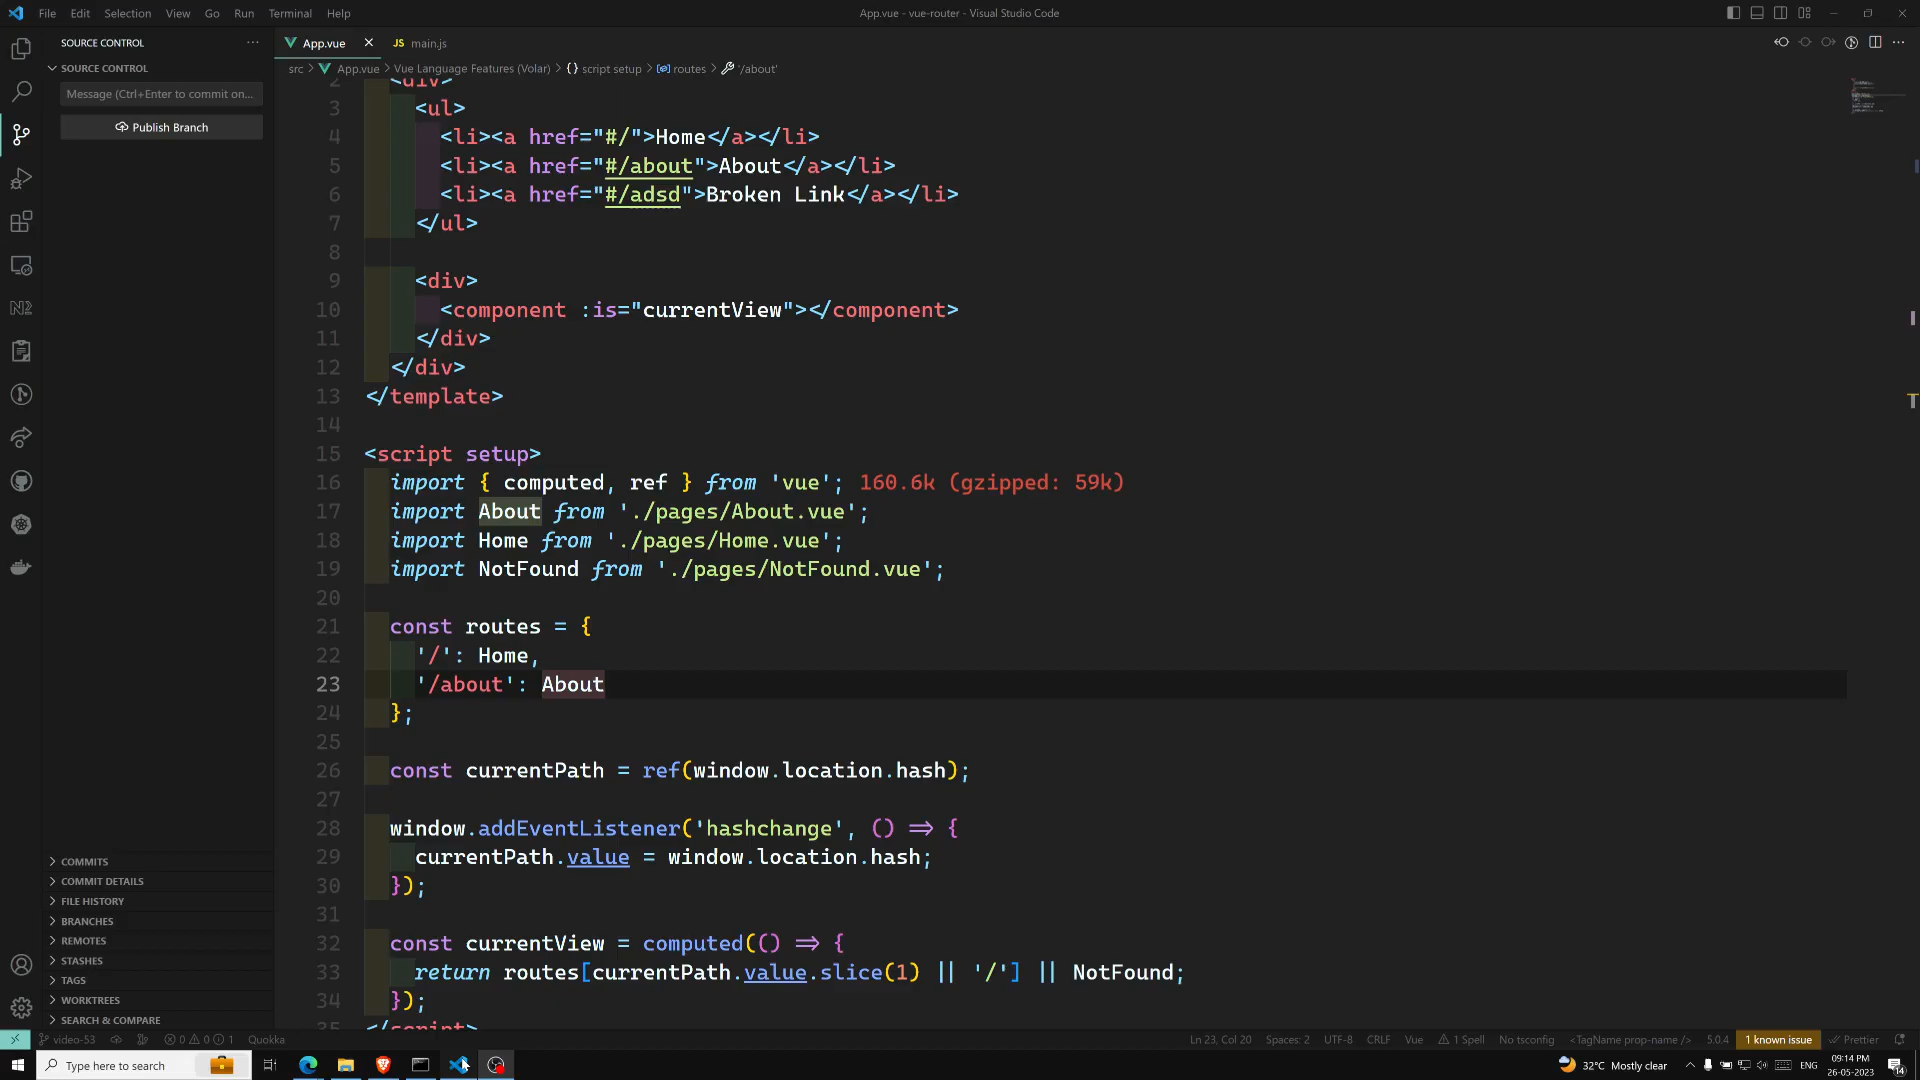 File Edit Selection View Go Run Terminal Help
App.vue - vue-router - Visual Studio Code
SOURCE CONTROL
SOURCE CONTROL
Message (Ctrl+Enter to commit on...
Publish Branch
COMMITS
COMMIT DETAILS
FILE HISTORY
BRANCHES
REMOTES
STASHES
TAGS
WORKTREES
SEARCH & COMPARE
App.vue
JS main.js
src > App.vue > Vue Language Features (Volar) > {} script setup > routes > '/about'
2 <div>
3 <ul>
4 <li><a href="#/">Home</a></li>
5 <li><a href="#/about">About</a></li>
6 <li><a href="#/adsd">Broken Link</a></li>
7 </ul>
8
9 <div>
10 <component :is="currentView"></component>
11 </div>
12 </div>
13 </template>
14
15 <script setup>
16 import { computed, ref } from 'vue'; 160.6k (gzipped: 59k)
17 import About from './pages/About.vue';
18 import Home from './pages/Home.vue';
19 import NotFound from './pages/NotFound.vue';
20
21 const routes = {
22 '/': Home,
23 '/about': About
24 };
25
26 const currentPath = ref(window.location.hash);
27
28 window.addEventListener('hashchange', () => {
29 currentPath.value = window.location.hash;
30 });
31
32 const currentView = computed(() => {
33 return routes[currentPath.value.slice(1) || '/'] || NotFound;
34 });
35 </script>
video-53 0 0 1 Quokka
Ln 23, Col 20 Spaces: 2 UTF-8 CRLF Vue 1 Spell No tsconfig <TagName prop-name /> 5.0.4 1 known issue Prettier
Type here to search
32°C Mostly clear
ENG
09:14 PM
26-05-2023
14